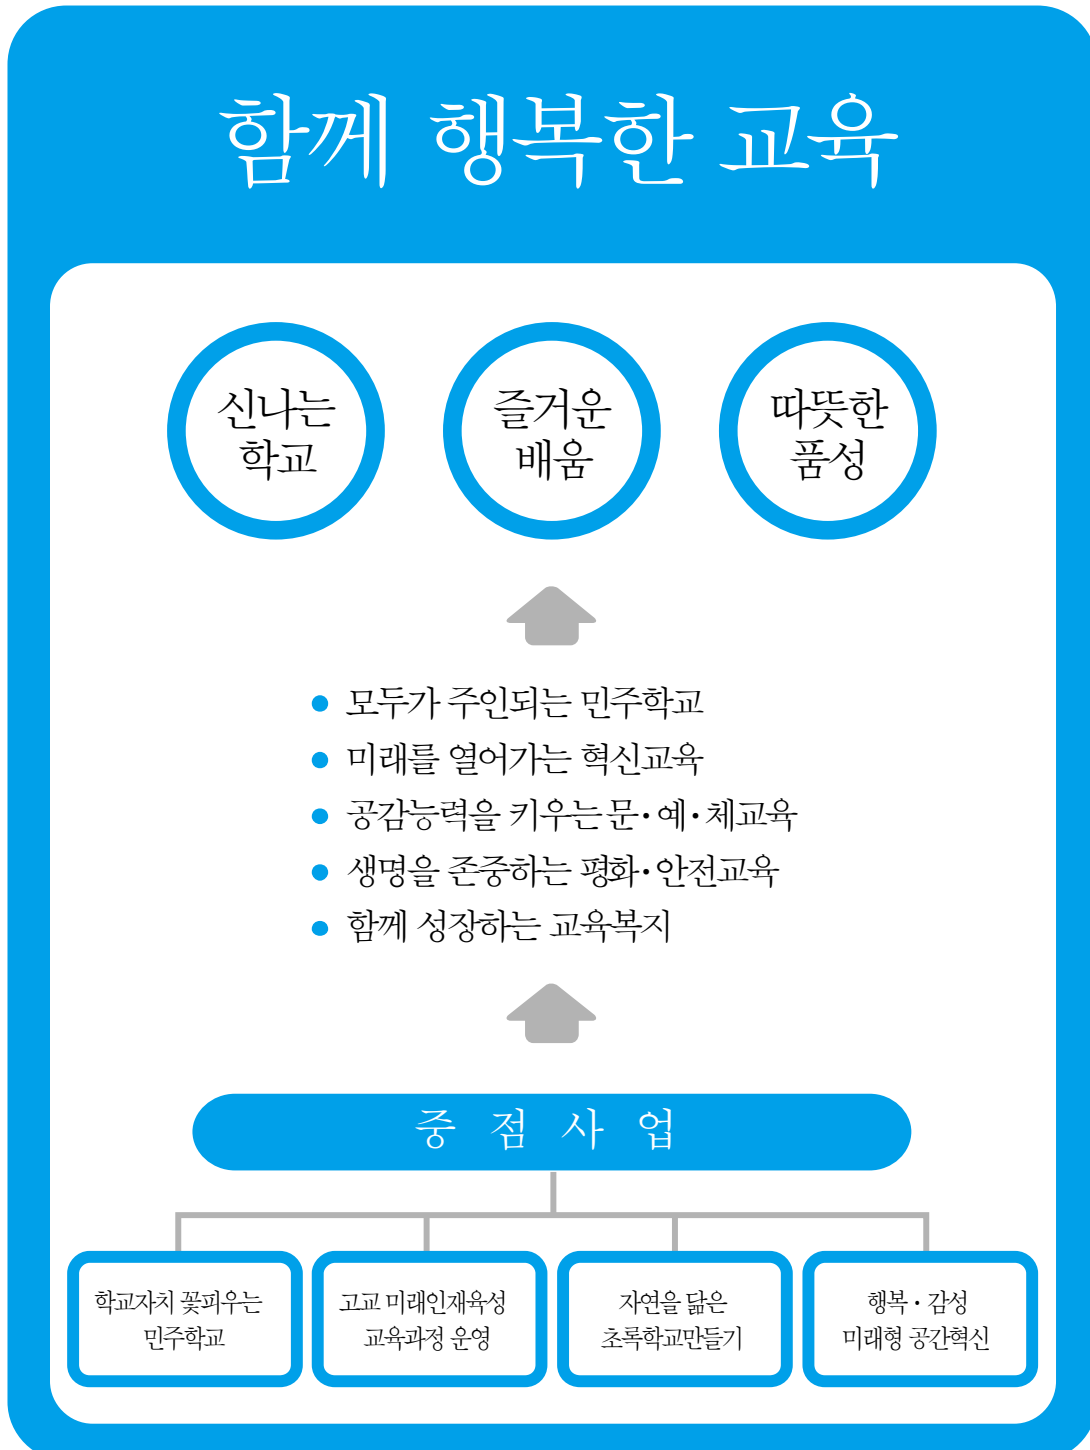 함께 행복한 교육
신나는
학교
즐거운
배움
따뜻한
품성
● 모두가 주인되는 민주학교
● 미래를 열어가는 혁신교육
● 공감능력을 키우는 문·예·체교육
● 생명을 존중하는 평화·안전교육
● 함께 성장하는 교육복지
중 점 사 업
학교자치 꽃피우는
민주학교
고교 미래인재육성
교육과정 운영
자연을 닮은
초록학교만들기
행복·감성
미래형 공간혁신